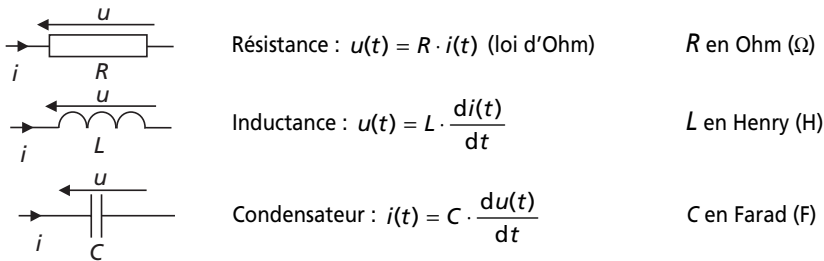 u
i
R
Résistance : u(t) = R · i(t) (loi d'Ohm) R en Ohm (Ω)
u
i
L
Inductance : u(t) = L · di(t)/dt L en Henry (H)
u
i
C
Condensateur : i(t) = C · du(t)/dt C en Farad (F)